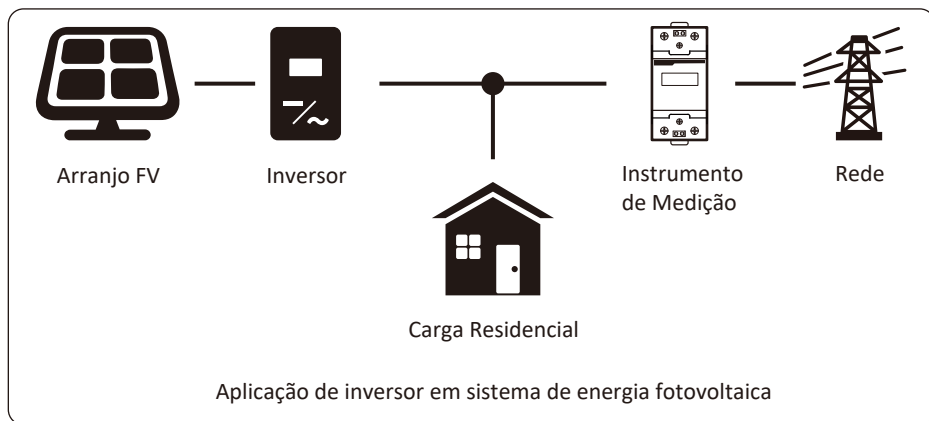 Arranjo FV
Inversor
Instrumento
de Medição
Rede
Carga Residencial
Aplicação de inversor em sistema de energia fotovoltaica